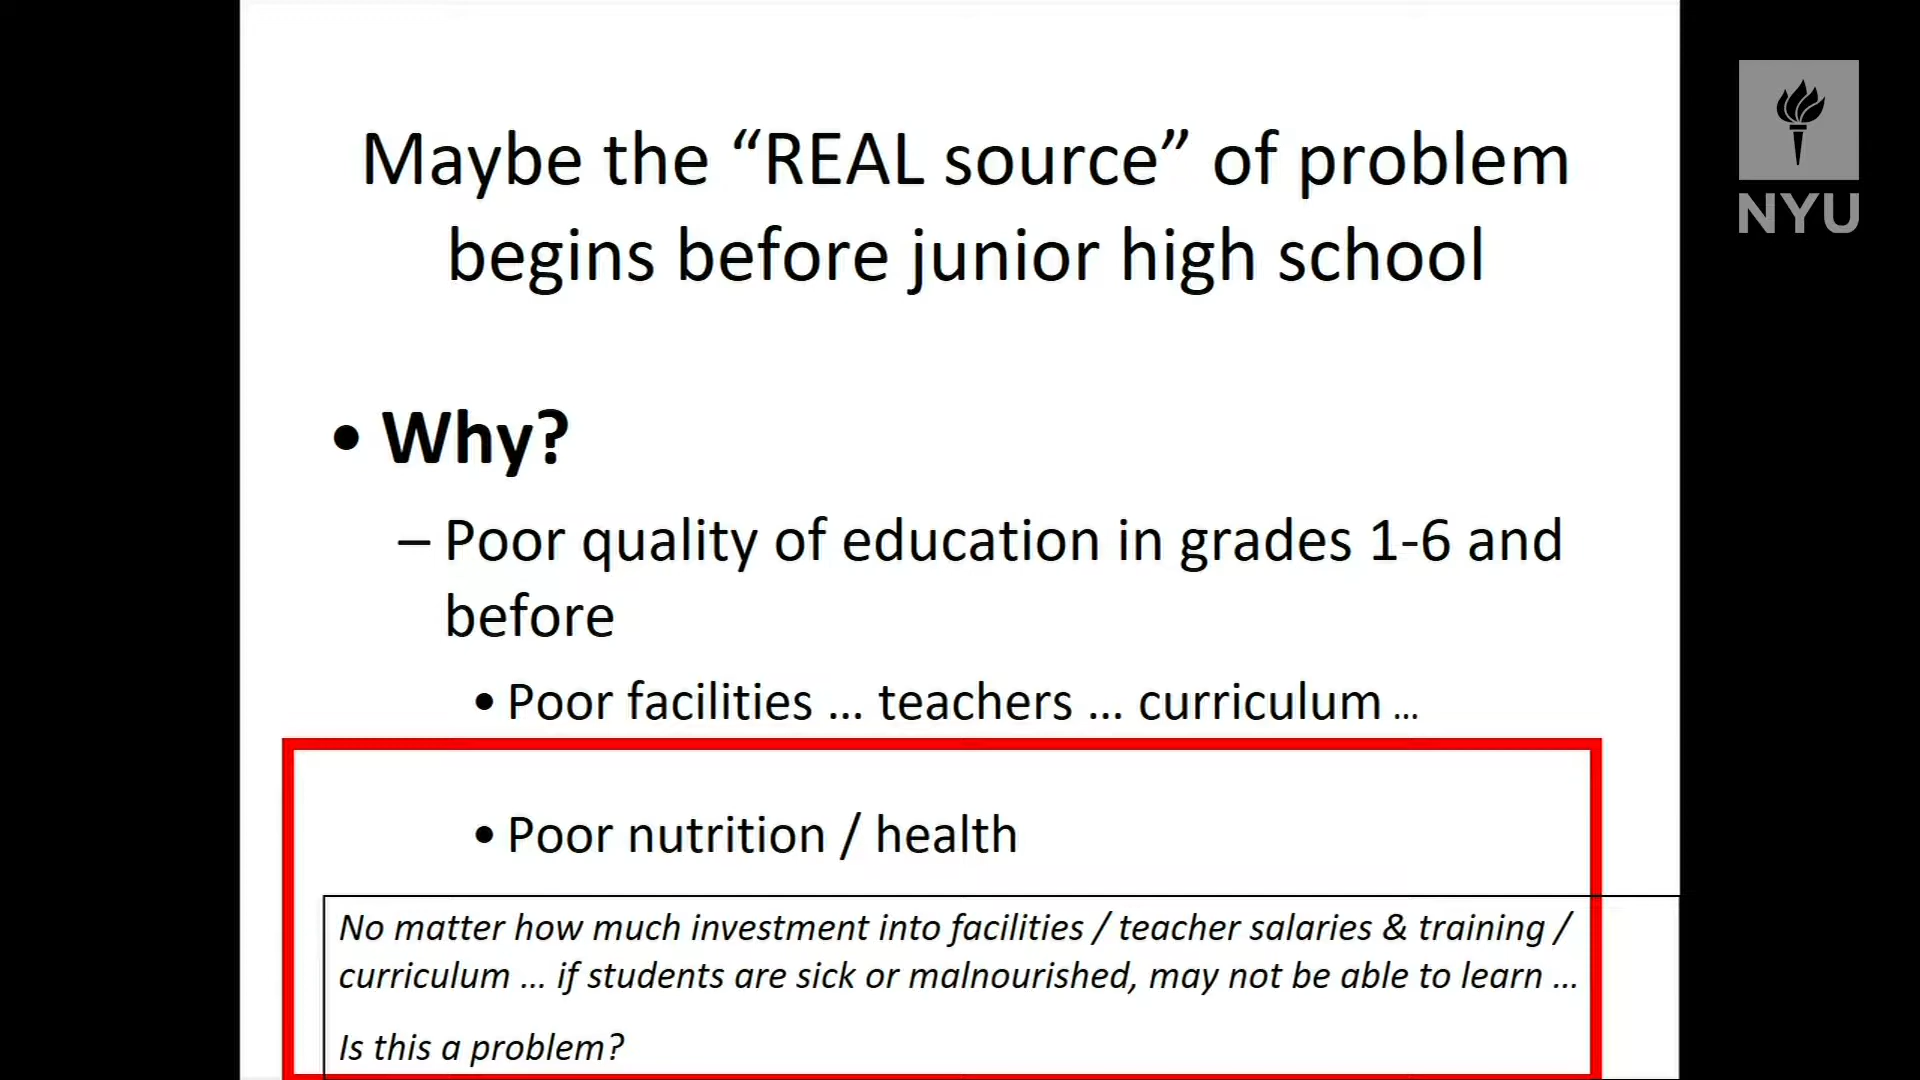 Maybe the “REAL source” of problem
begins before junior high school
NYU
• Why?
– Poor quality of education in grades 1-6 and
before
• Poor facilities ... teachers ... curriculum ...
• Poor nutrition / health
No matter how much investment into facilities / teacher salaries & training /
curriculum ... if students are sick or malnourished, may not be able to learn ...
Is this a problem?